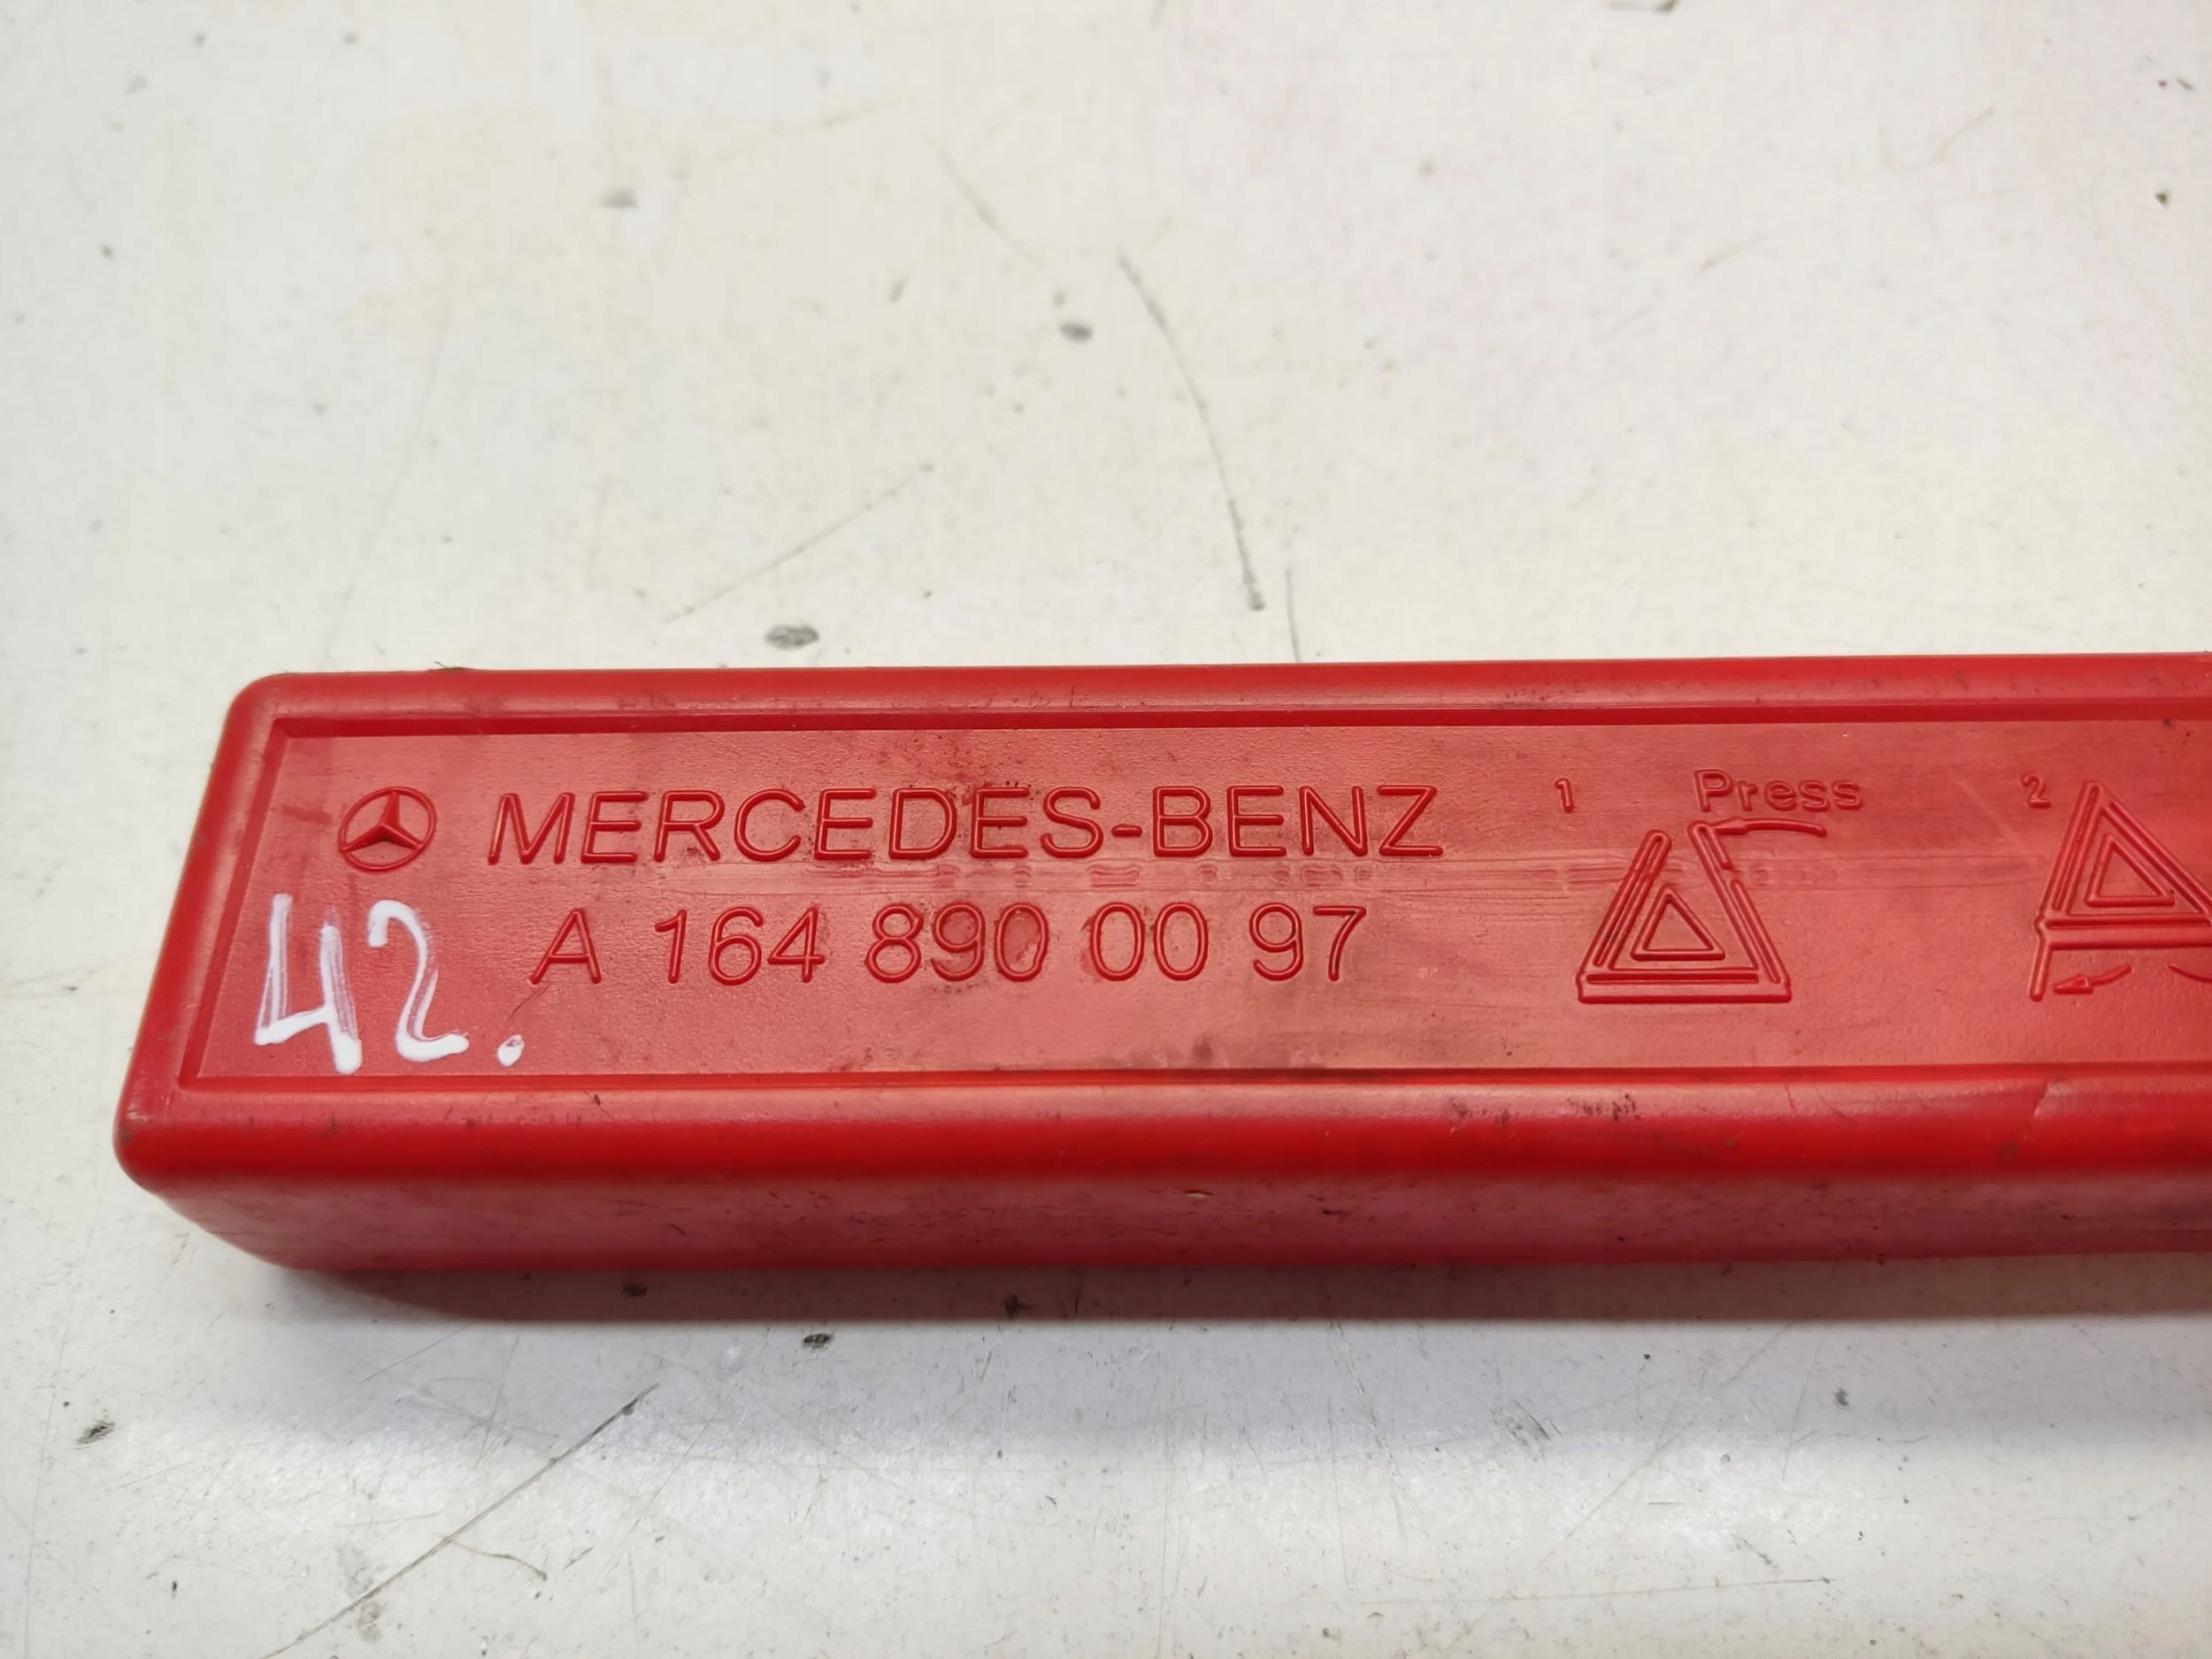 MERCEDES-BENZ
A 164 890 00 97
42.
1 Press
2